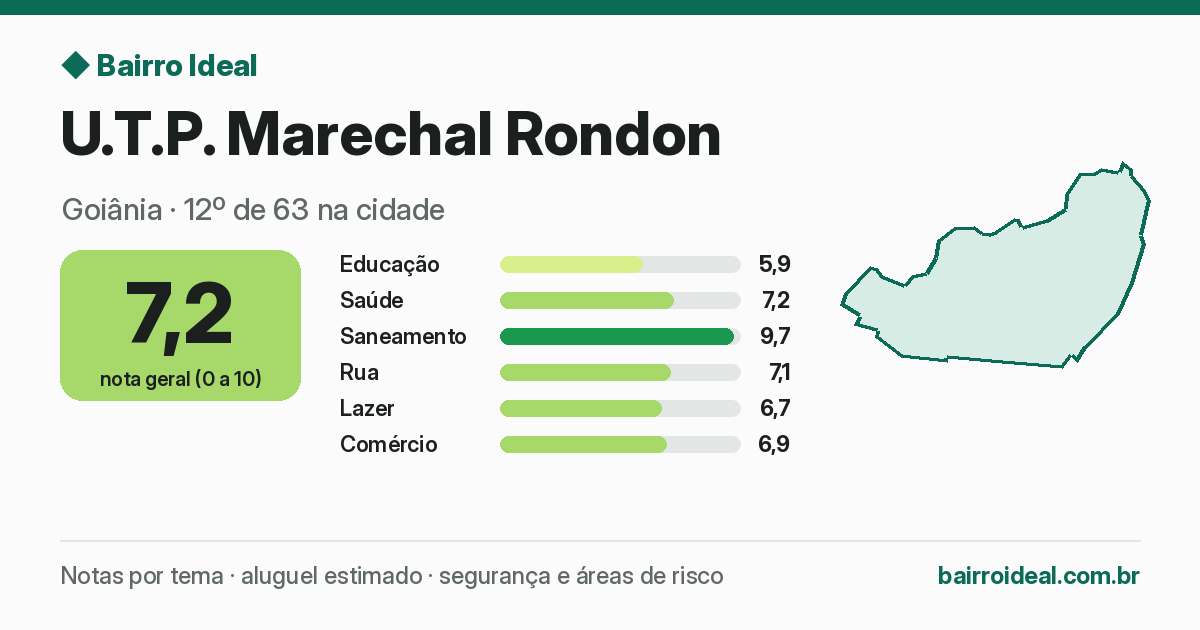 Bairro Ideal
U.T.P. Marechal Rondon
Goiânia · 12º de 63 na cidade
7,2
nota geral (0 a 10)
Educação 5,9
Saúde 7,2
Saneamento 9,7
Rua 7,1
Lazer 6,7
Comércio 6,9
Notas por tema · aluguel estimado · segurança e áreas de risco
bairroideal.com.br